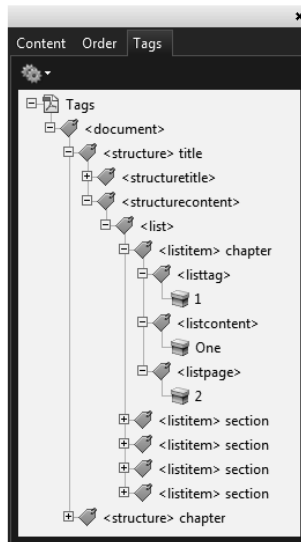 Content Order Tags
Tags
<document>
<structure> title
<structuretitle>
<structurecontent>
<list>
<listitem> chapter
<listtag>
1
<listcontent>
One
<listpage>
2
<listitem> section
<listitem> section
<listitem> section
<listitem> section
<structure> chapter